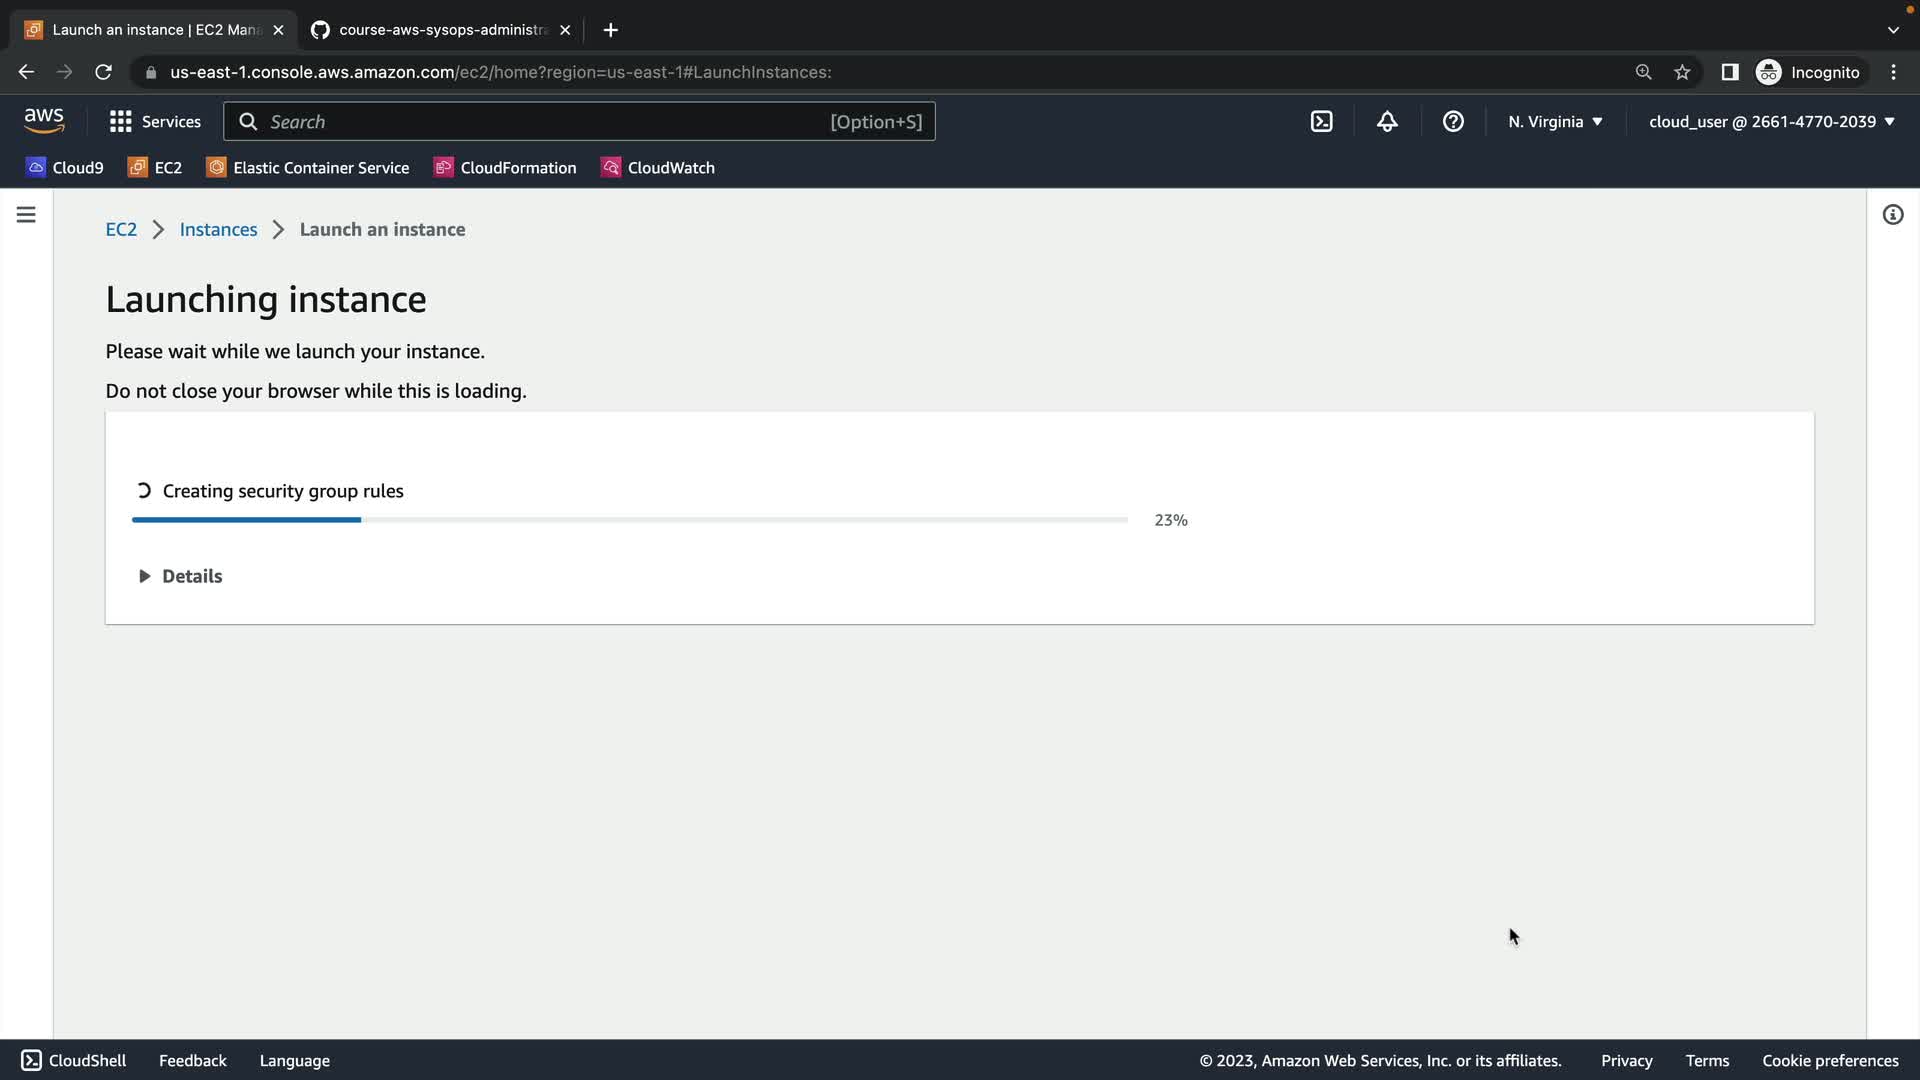 Launch an instance | EC2 Mana
course-aws-sysops-administra
us-east-1.console.aws.amazon.com/ec2/home?region=us-east-1#LaunchInstances:
Incognito
aws
Services
Search
[Option+S]
N. Virginia
cloud_user @ 2661-4770-2039
Cloud9
EC2
Elastic Container Service
CloudFormation
CloudWatch
EC2
Instances
Launch an instance
Launching instance
Please wait while we launch your instance.
Do not close your browser while this is loading.
Creating security group rules
23%
Details
CloudShell
Feedback
Language
© 2023, Amazon Web Services, Inc. or its affiliates.
Privacy
Terms
Cookie preferences